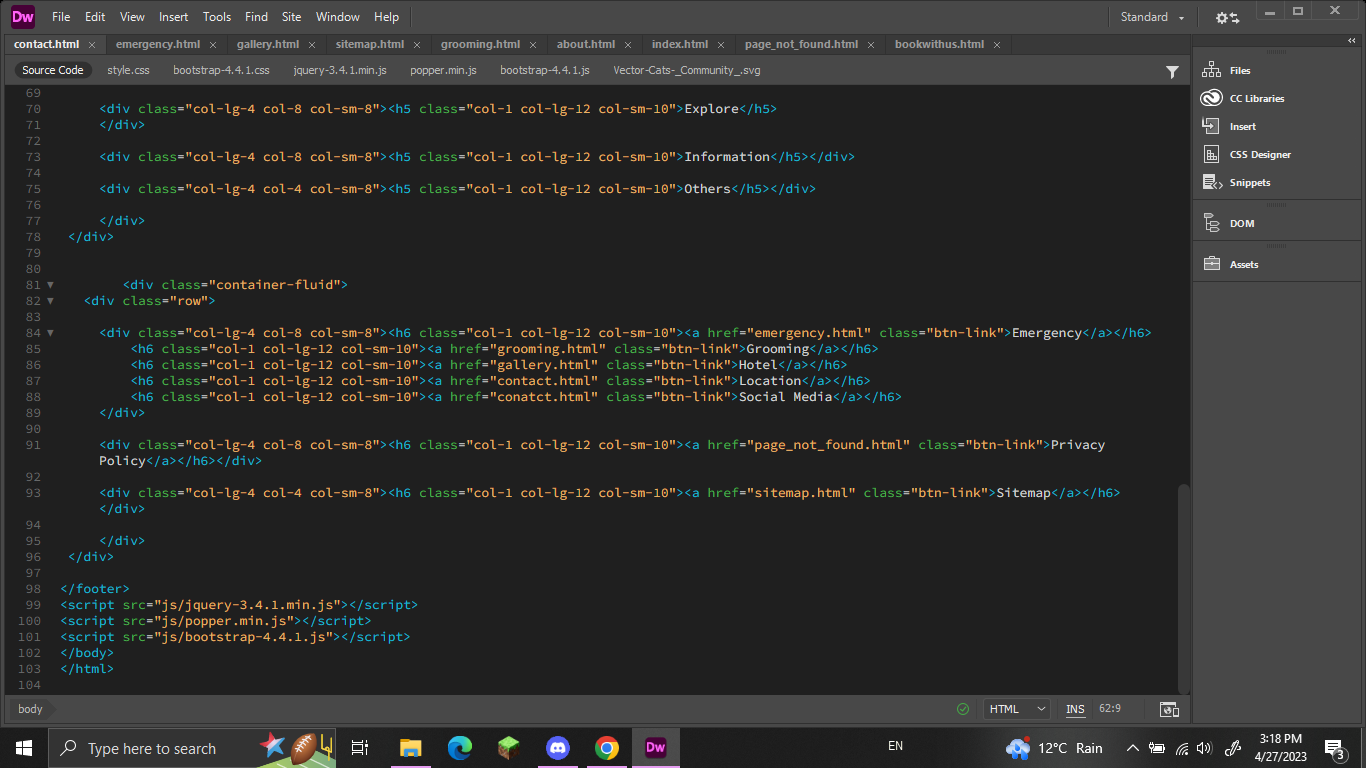 Dw File Edit View Insert Tools Find Site Window Help Standard
contact.html emergency.html gallery.html sitemap.html grooming.html about.html index.html page_not_found.html bookwithus.html
Source Code style.css bootstrap-4.4.1.css jquery-3.4.1.min.js popper.min.js bootstrap-4.4.1.js Vector-Cats-_Community_.svg
69
70 <div class="col-lg-4 col-8 col-sm-8"><h5 class="col-1 col-lg-12 col-sm-10">Explore</h5>
71 </div>
72
73 <div class="col-lg-4 col-8 col-sm-8"><h5 class="col-1 col-lg-12 col-sm-10">Information</h5></div>
74
75 <div class="col-lg-4 col-4 col-sm-8"><h5 class="col-1 col-lg-12 col-sm-10">Others</h5></div>
76
77 </div>
78 </div>
79
80
81 <div class="container-fluid">
82 <div class="row">
83
84 <div class="col-lg-4 col-8 col-sm-8"><h6 class="col-1 col-lg-12 col-sm-10"><a href="emergency.html" class="btn-link">Emergency</a></h6>
85 <h6 class="col-1 col-lg-12 col-sm-10"><a href="grooming.html" class="btn-link">Grooming</a></h6>
86 <h6 class="col-1 col-lg-12 col-sm-10"><a href="gallery.html" class="btn-link">Hotel</a></h6>
87 <h6 class="col-1 col-lg-12 col-sm-10"><a href="contact.html" class="btn-link">Location</a></h6>
88 <h6 class="col-1 col-lg-12 col-sm-10"><a href="conatct.html" class="btn-link">Social Media</a></h6>
89 </div>
90
91 <div class="col-lg-4 col-8 col-sm-8"><h6 class="col-1 col-lg-12 col-sm-10"><a href="page_not_found.html" class="btn-link">Privacy
Policy</a></h6></div>
92
93 <div class="col-lg-4 col-4 col-sm-8"><h6 class="col-1 col-lg-12 col-sm-10"><a href="sitemap.html" class="btn-link">Sitemap</a></h6>
</div>
94
95 </div>
96 </div>
97
98 </footer>
99 <script src="js/jquery-3.4.1.min.js"></script>
100 <script src="js/popper.min.js"></script>
101 <script src="js/bootstrap-4.4.1.js"></script>
102 </body>
103 </html>
104
body HTML INS 62:9
Files
CC Libraries
Insert
CSS Designer
Snippets
DOM
Assets
Type here to search Dw EN 12°C Rain 3:18 PM
4/27/2023 3